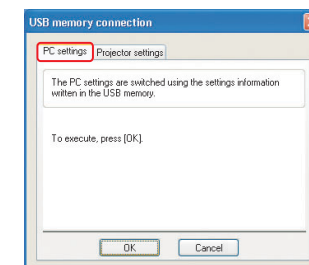 USB memory connection
PC settings Projector settings
The PC settings are switched using the settings information
written in the USB memory.
To execute, press [OK].
OK Cancel